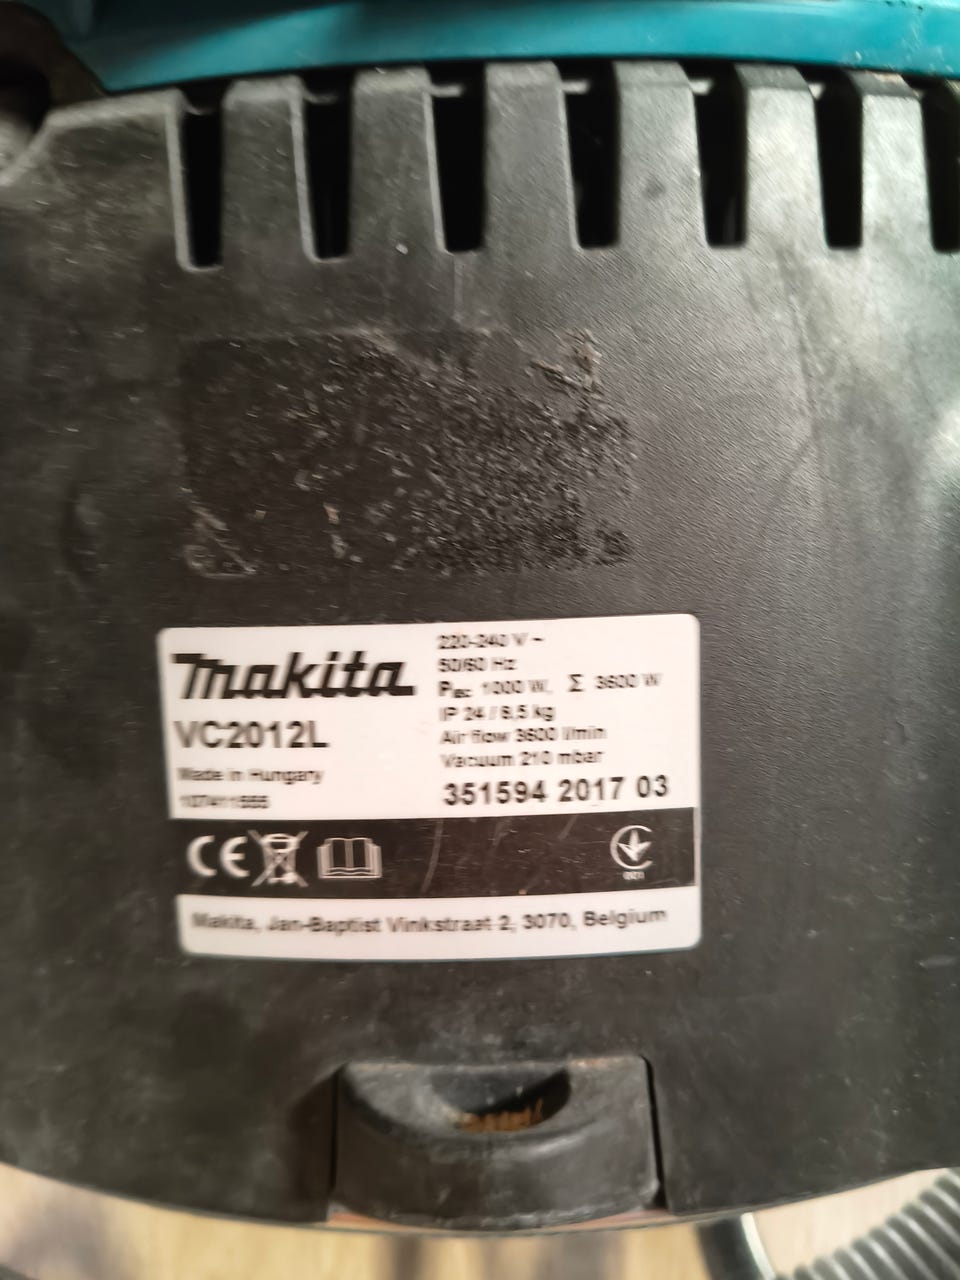 makita
VC2012L
Made in Hungary
220-240 V ~
50/60 Hz
PIEC 1000 W, Σ 3600 W
IP 24 / 8,5 kg
Air flow 3600 l/min
Vacuum 210 mbar
351594 2017 03
CE
Makita, Jan-Baptist Vinkstraat 2, 3070, Belgium